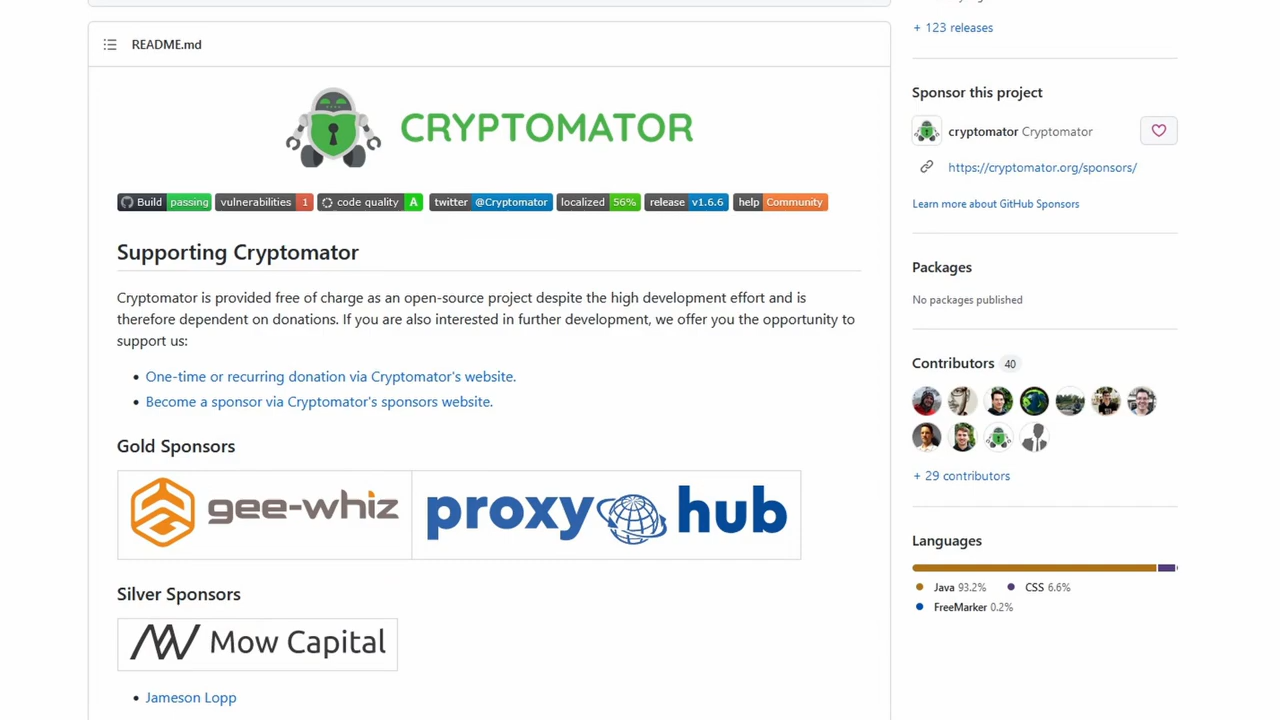 + 123 releases
README.md
CRYPTOMATOR
Build passing vulnerabilities 1 code quality A twitter @Cryptomator localized 56% release v1.6.6 help Community
Supporting Cryptomator
Cryptomator is provided free of charge as an open-source project despite the high development effort and is
therefore dependent on donations. If you are also interested in further development, we offer you the opportunity to
support us:
One-time or recurring donation via Cryptomator's website.
Become a sponsor via Cryptomator's sponsors website.
Gold Sponsors
gee-whiz
proxy hub
Silver Sponsors
Mow Capital
Jameson Lopp
Sponsor this project
cryptomator Cryptomator
https://cryptomator.org/sponsors/
Learn more about GitHub Sponsors
Packages
No packages published
Contributors 40
+ 29 contributors
Languages
Java 93.2% CSS 6.6%
FreeMarker 0.2%